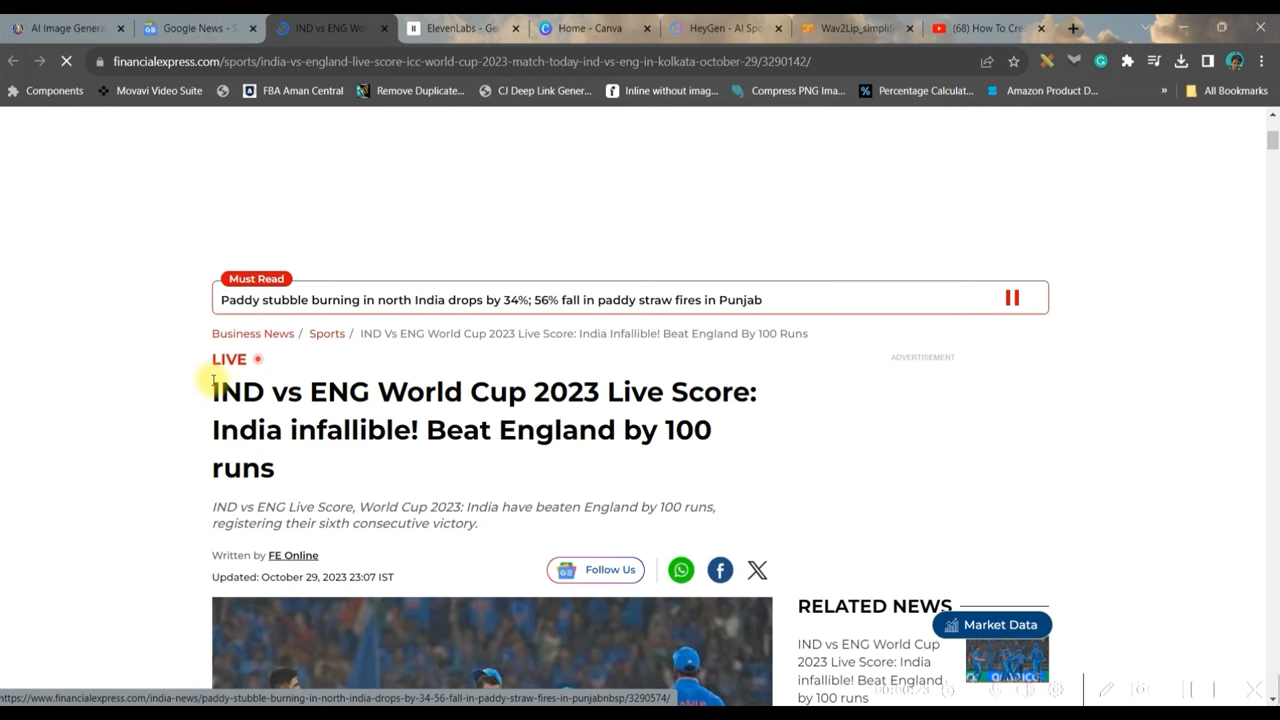 AI Image Genera
Google News - S
IND vs ENG Wor
ElevenLabs - Ge
Home - Canva
HeyGen - AI Spo
Wav2Lip_simplifi
(68) How To Cre
financialexpress.com/sports/india-vs-england-live-score-icc-world-cup-2023-match-today-ind-vs-eng-in-kolkata-october-29/3290142/
Components
Movavi Video Suite
FBA Aman Central
Remove Duplicate...
CJ Deep Link Gener...
Inline without imag...
Compress PNG Ima...
Percentage Calculat...
Amazon Product D...
»
All Bookmarks
Must Read
Paddy stubble burning in north India drops by 34%; 56% fall in paddy straw fires in Punjab
Business News / Sports / IND Vs ENG World Cup 2023 Live Score: India Infallible! Beat England By 100 Runs
LIVE
ADVERTISEMENT
IND vs ENG World Cup 2023 Live Score:
India infallible! Beat England by 100
runs
IND vs ENG Live Score, World Cup 2023: India have beaten England by 100 runs,
registering their sixth consecutive victory.
Written by FE Online
Updated: October 29, 2023 23:07 IST
Follow Us
RELATED NEWS
Market Data
IND vs ENG World Cup
2023 Live Score: India
infallible! Beat England
by 100 runs
00:00:23
https://www.financialexpress.com/india-news/paddy-stubble-burning-in-north-india-drops-by-34-56-fall-in-paddy-straw-fires-in-punjabnbsp/3290574/